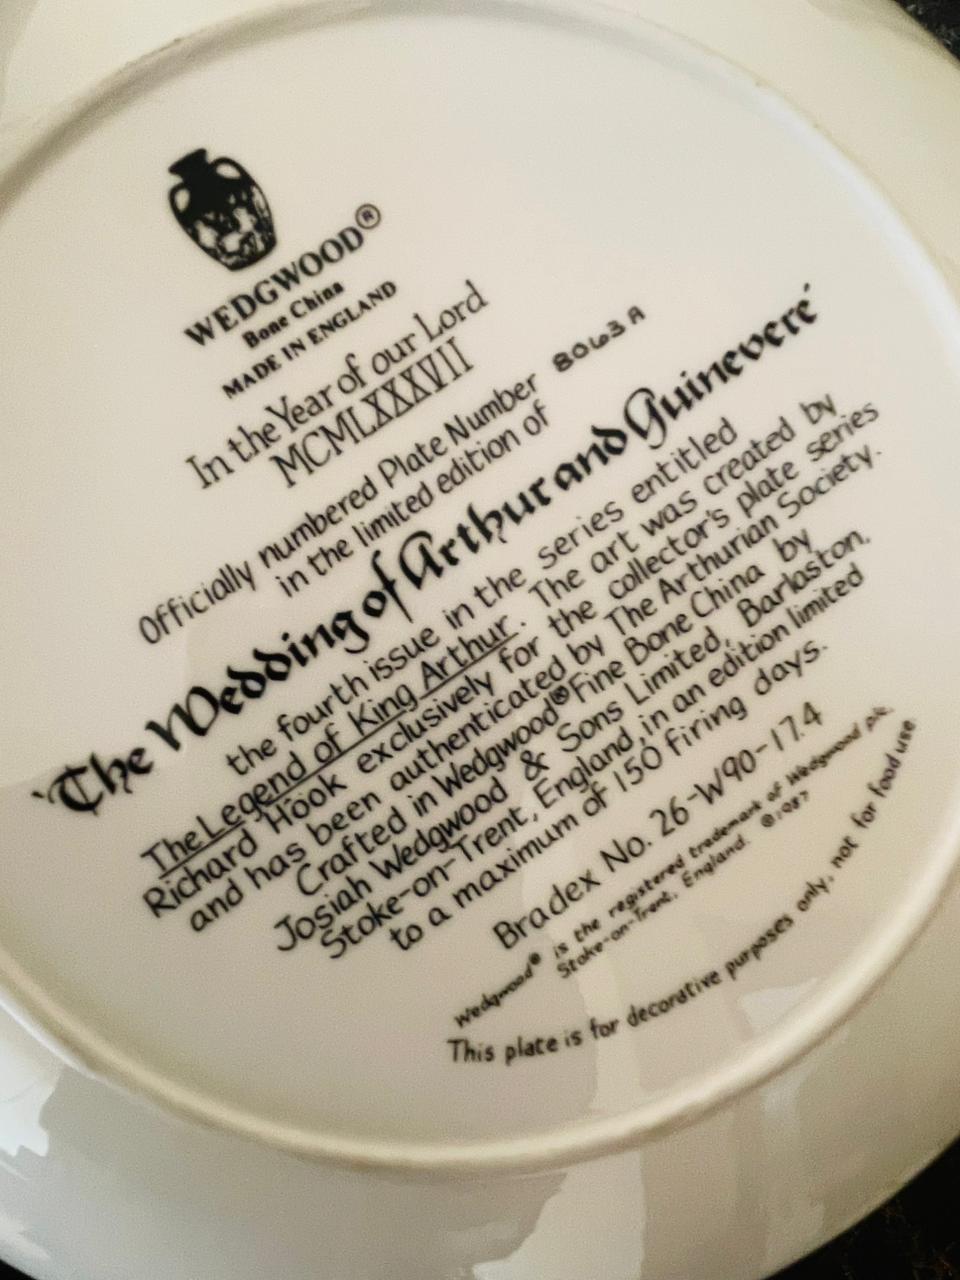 WEDGWOOD®
Bone China
MADE IN ENGLAND
In the Year of our Lord
MCMLXXXVII
Officially numbered Plate Number 8063A
in the limited edition of
'The Wedding of Arthur and Guinevere'
the fourth issue in the series entitled
The Legend of King Arthur. The art was created by
Richard Hook exclusively for the collector's plate series
and has been authenticated by The Arthurian Society.
Crafted in Wedgwood® Fine Bone China by
Josiah Wedgwood & Sons Limited, Barlaston,
Stoke-on-Trent, England, in an edition limited
to a maximum of 150 firing days.
Bradex No. 26-W90-17.4
Wedgwood® is the registered trademark of Wedgwood plc.
Stoke-on-Trent, England. ©1987
This plate is for decorative purposes only, not for food use.